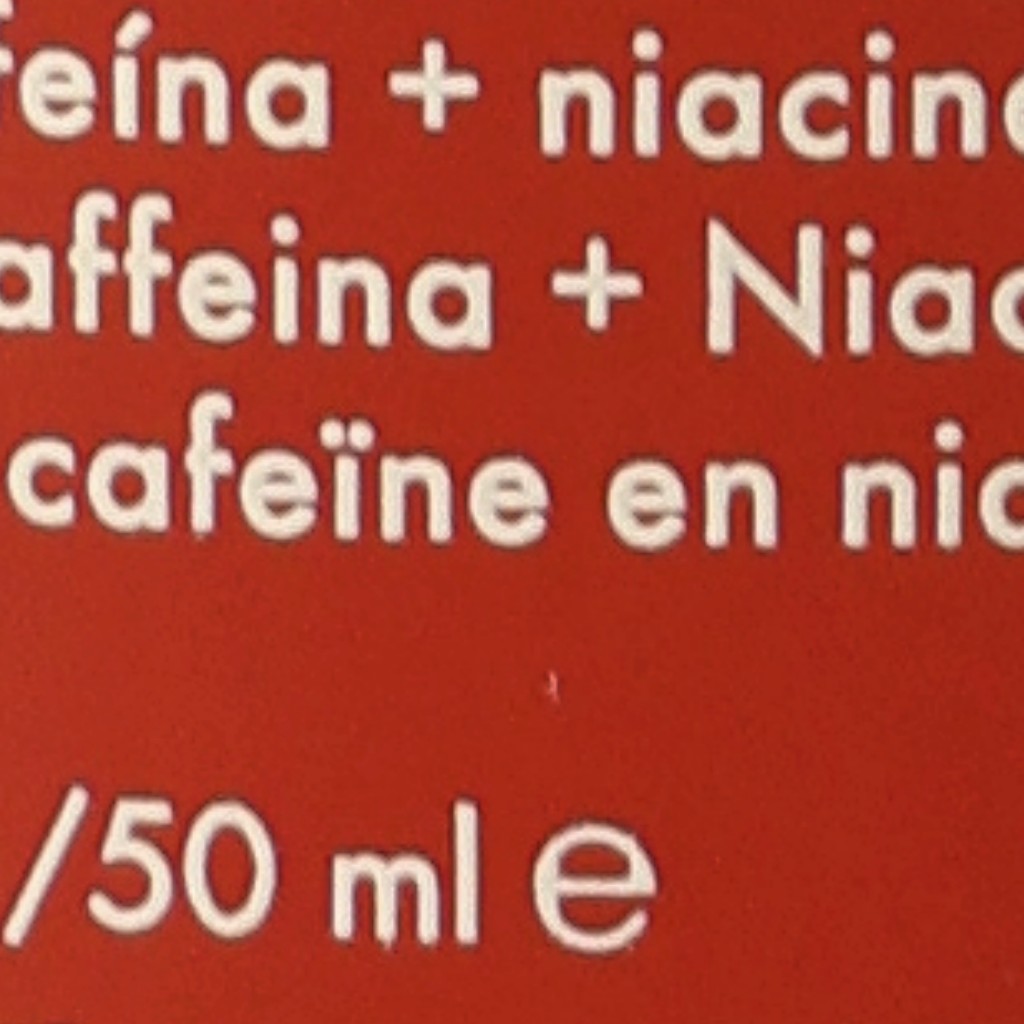 feína + niacin
affeina + Nia
cafeïne en ni
/50 ml e